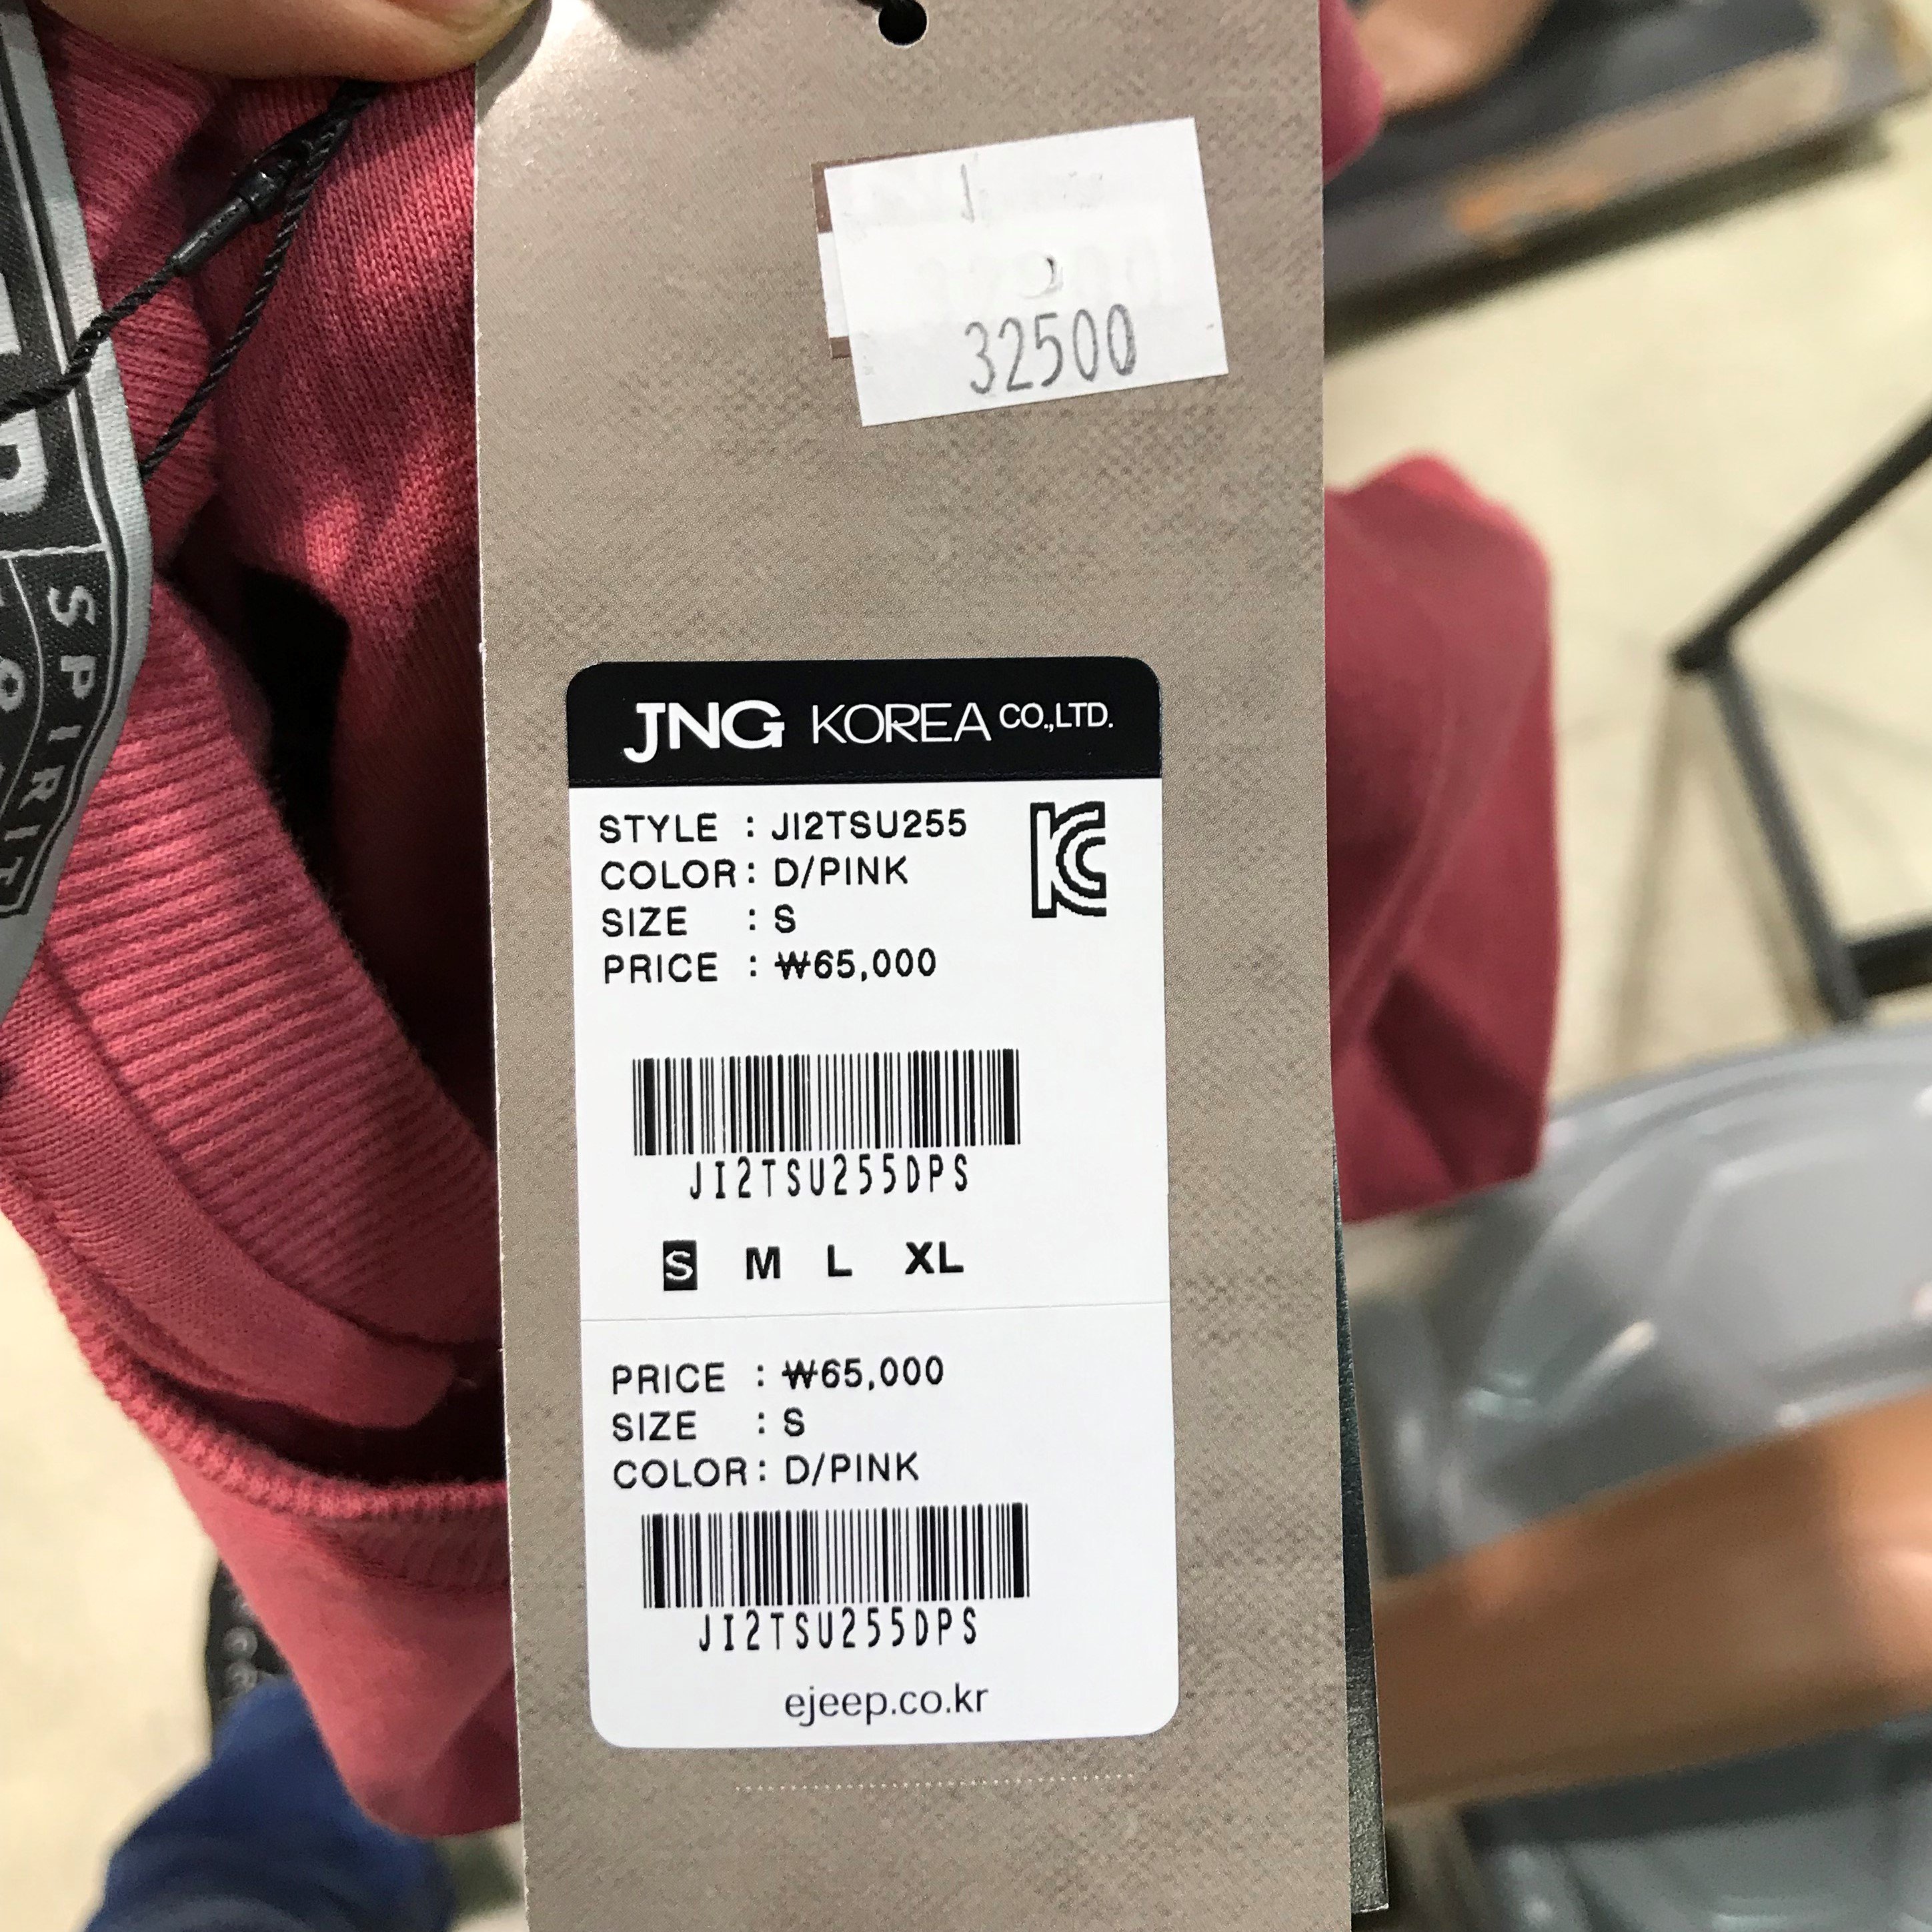 32500
JNG KOREA CO.,LTD.
STYLE : JI2TSU255
COLOR : D/PINK
SIZE : S
PRICE : ₩65,000
JI2TSU255DPS
S M L XL
PRICE : ₩65,000
SIZE : S
COLOR : D/PINK
JI2TSU255DPS
ejeep.co.kr
SPIRIT